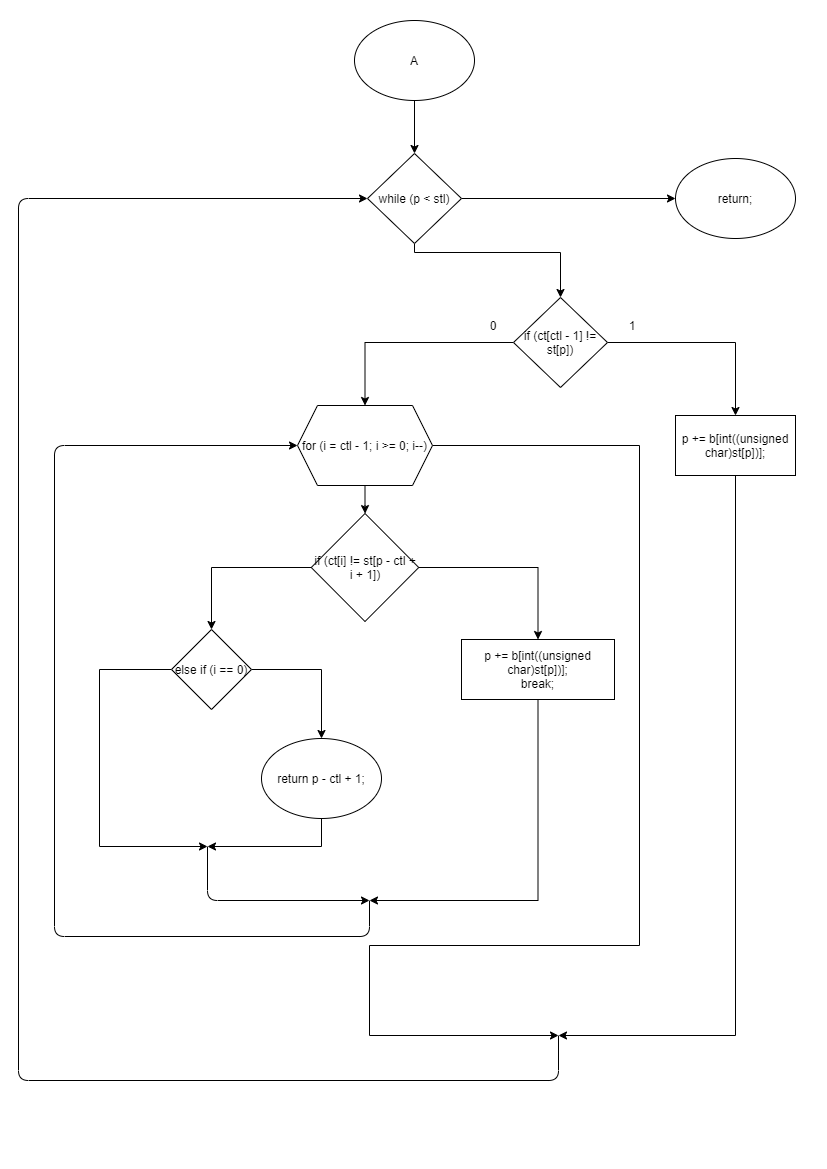 A
while (p < stl)
return;
0
1
if (ct[ctl - 1] !=
st[p])
p += b[int((unsigned
char)st[p])];
for (i = ctl - 1; i >= 0; i--)
if (ct[i] != st[p - ctl +
i + 1])
else if (i == 0)
p += b[int((unsigned
char)st[p])];
break;
return p - ctl + 1;